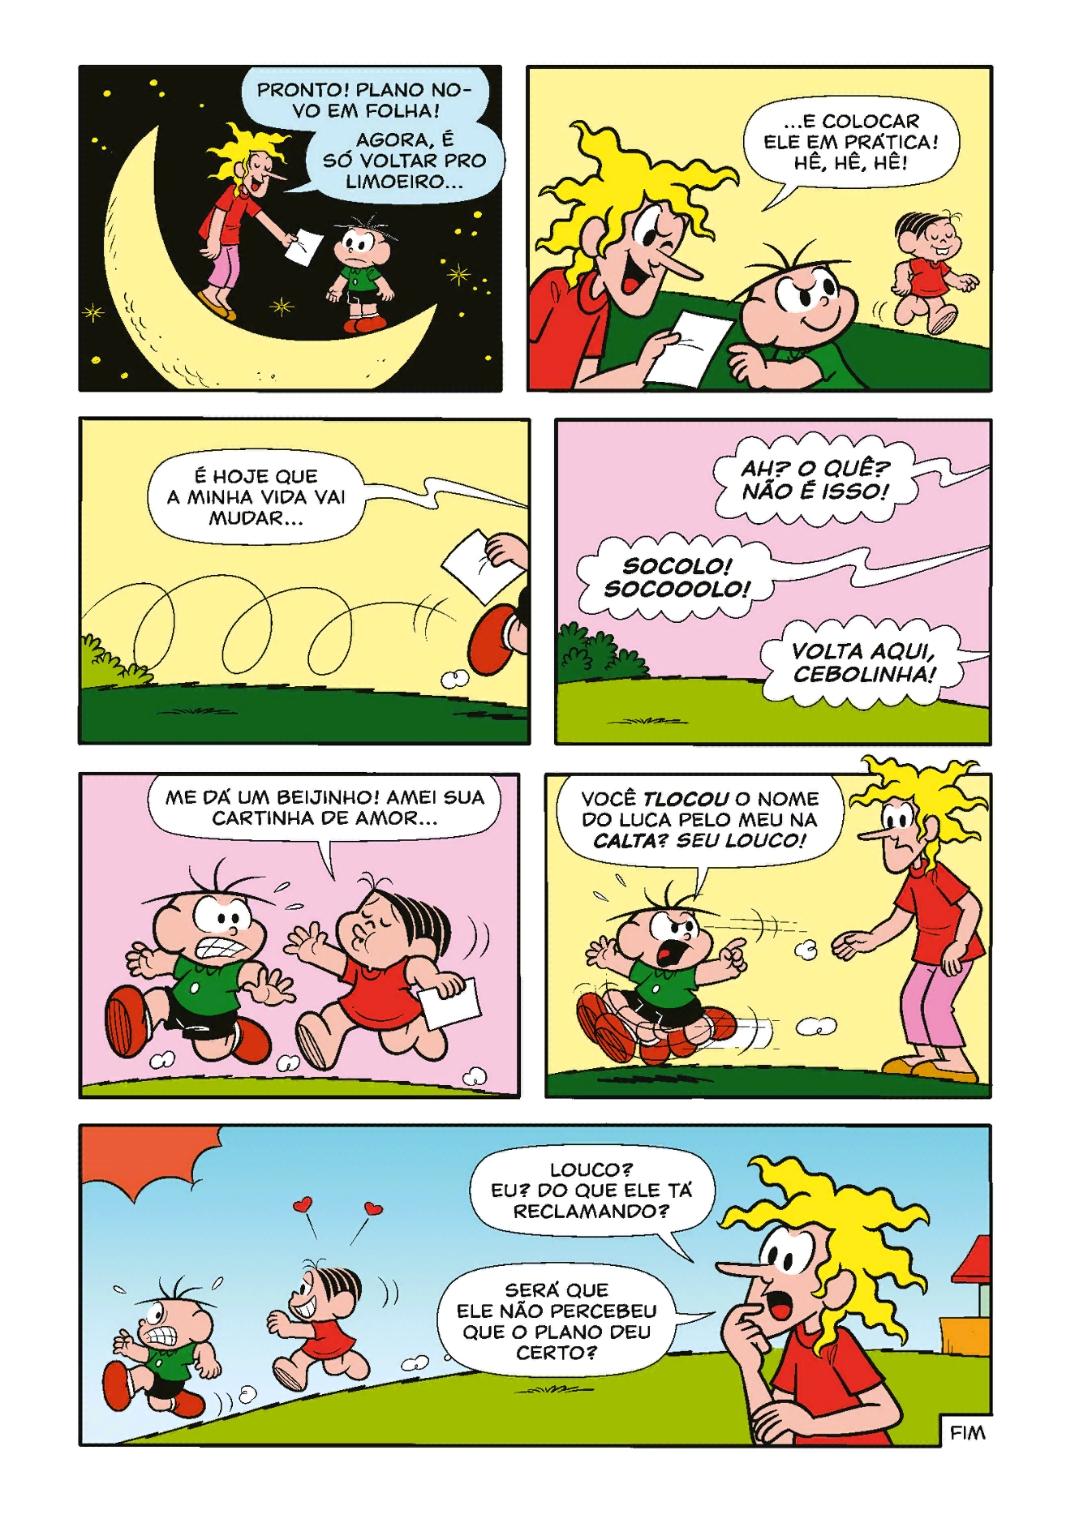 PRONTO! PLANO NO-
VO EM FOLHA!
AGORA, É
SÓ VOLTAR PRO
LIMOEIRO...
...E COLOCAR
ELE EM PRÁTICA!
HÊ, HÊ, HÊ!
É HOJE QUE
A MINHA VIDA VAI
MUDAR...
AH? O QUÊ?
NÃO É ISSO!
SOCOLO!
SOCOOOLO!
VOLTA AQUI,
CEBOLINHA!
ME DÁ UM BEIJINHO! AMEI SUA
CARTINHA DE AMOR...
VOCÊ TLOCOU O NOME
DO LUCA PELO MEU NA
CALTA? SEU LOUCO!
LOUCO?
EU? DO QUE ELE TÁ
RECLAMANDO?
SERÁ QUE
ELE NÃO PERCEBEU
QUE O PLANO DEU
CERTO?
FIM